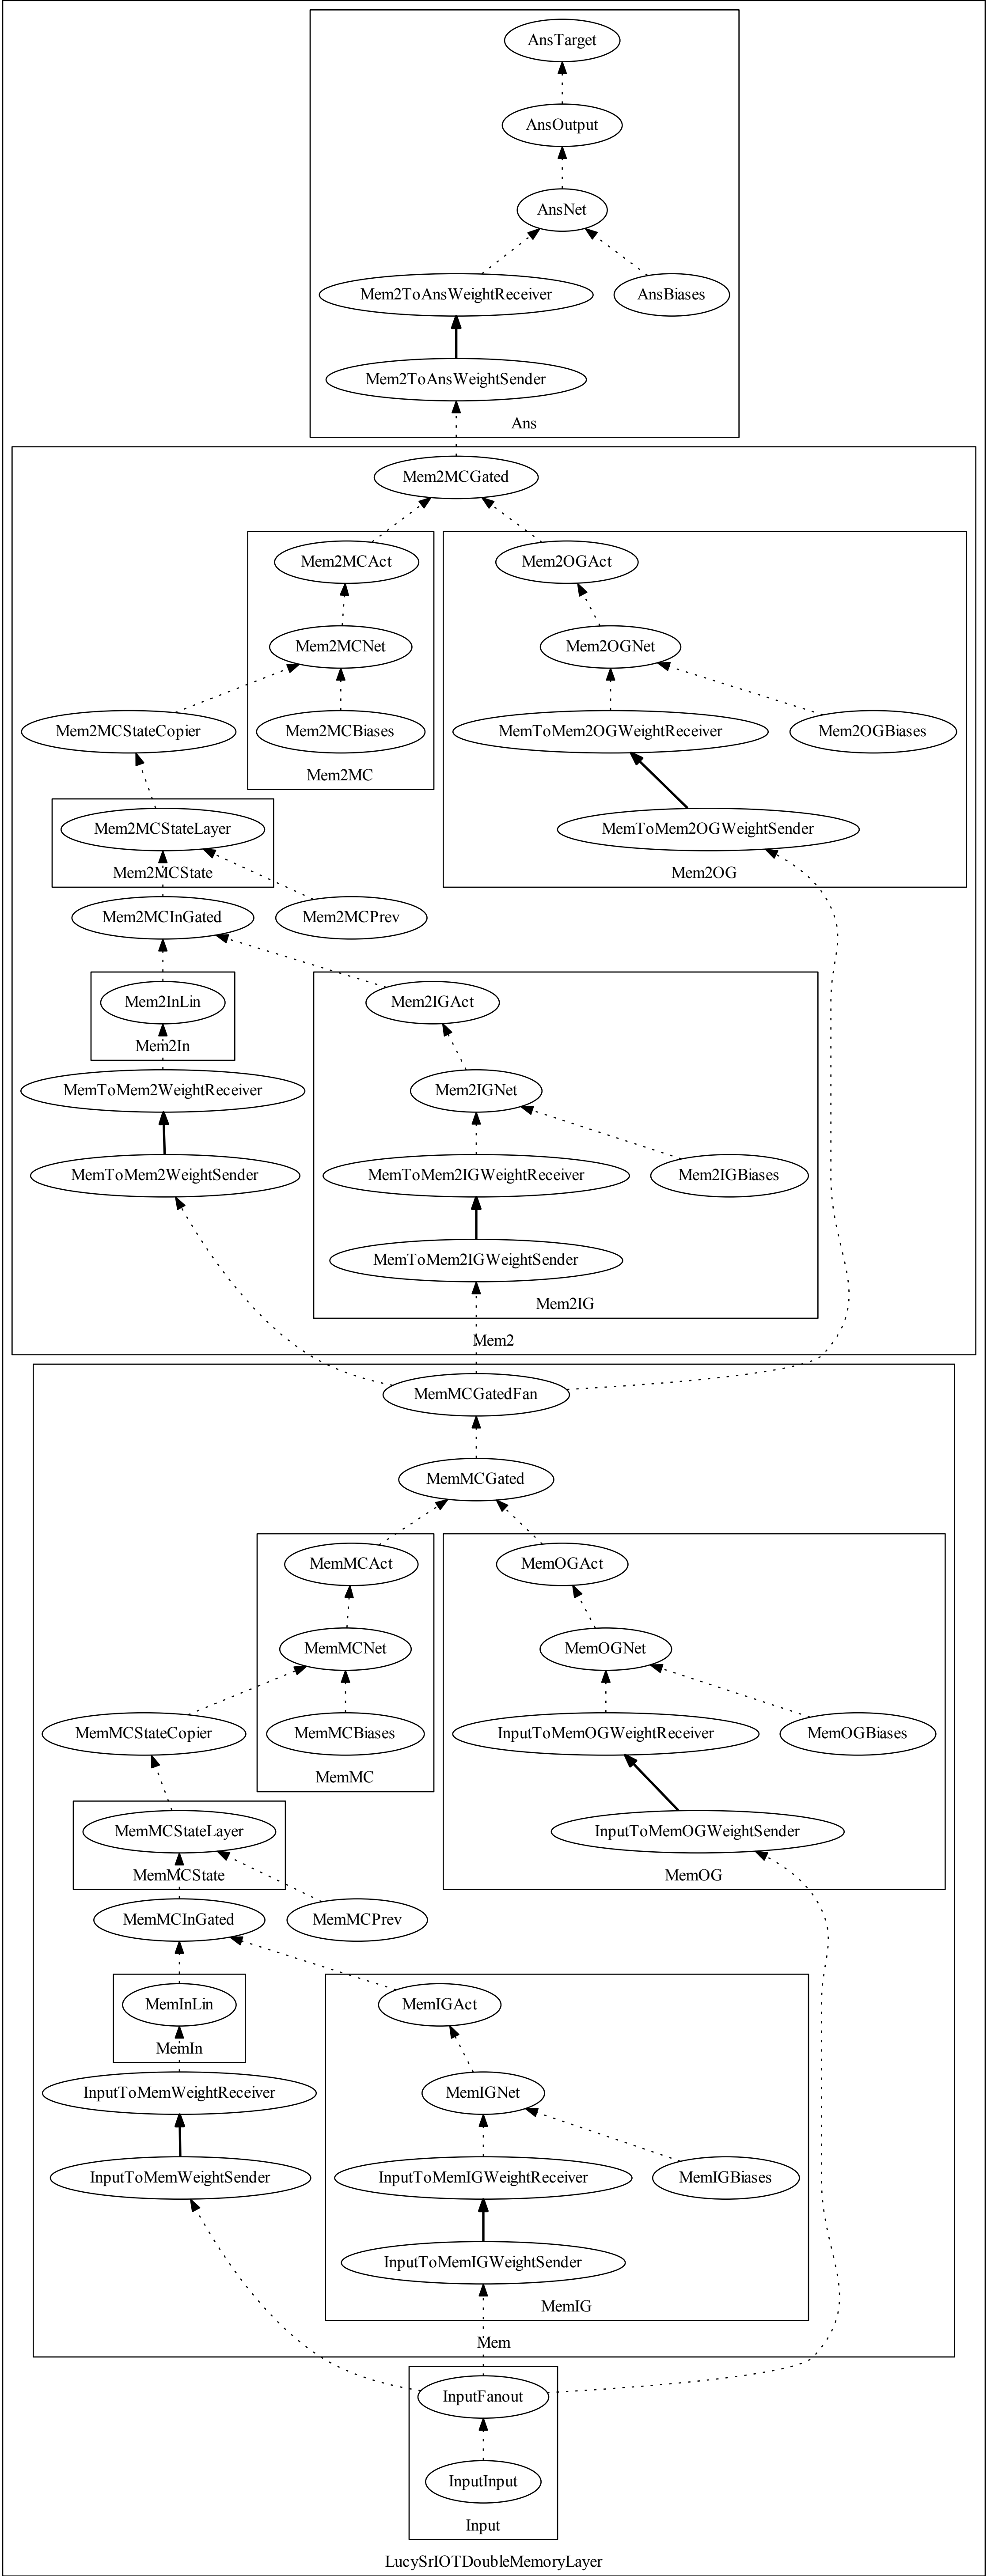 AnsTarget
AnsOutput
AnsNet
Mem2ToAnsWeightReceiver
AnsBiases
Mem2ToAnsWeightSender
Ans
Mem2MCGated
Mem2MCAct
Mem2OGAct
Mem2MCNet
Mem2OGNet
Mem2MCStateCopier
Mem2MCBiases
MemToMem2OGWeightReceiver
Mem2OGBiases
Mem2MC
Mem2MCStateLayer
MemToMem2OGWeightSender
Mem2MCState
Mem2OG
Mem2MCInGated
Mem2MCPrev
Mem2InLin
Mem2IGAct
Mem2In
MemToMem2WeightReceiver
Mem2IGNet
MemToMem2WeightSender
MemToMem2IGWeightReceiver
Mem2IGBiases
MemToMem2IGWeightSender
Mem2IG
Mem2
MemMCGatedFan
MemMCGated
MemMCAct
MemOGAct
MemMCNet
MemOGNet
MemMCStateCopier
MemMCBiases
InputToMemOGWeightReceiver
MemOGBiases
MemMC
MemMCStateLayer
InputToMemOGWeightSender
MemMCState
MemOG
MemMCInGated
MemMCPrev
MemInLin
MemIGAct
MemIn
InputToMemWeightReceiver
MemIGNet
InputToMemWeightSender
InputToMemIGWeightReceiver
MemIGBiases
InputToMemIGWeightSender
MemIG
Mem
InputFanout
InputInput
Input
LucySrIOTDoubleMemoryLayer